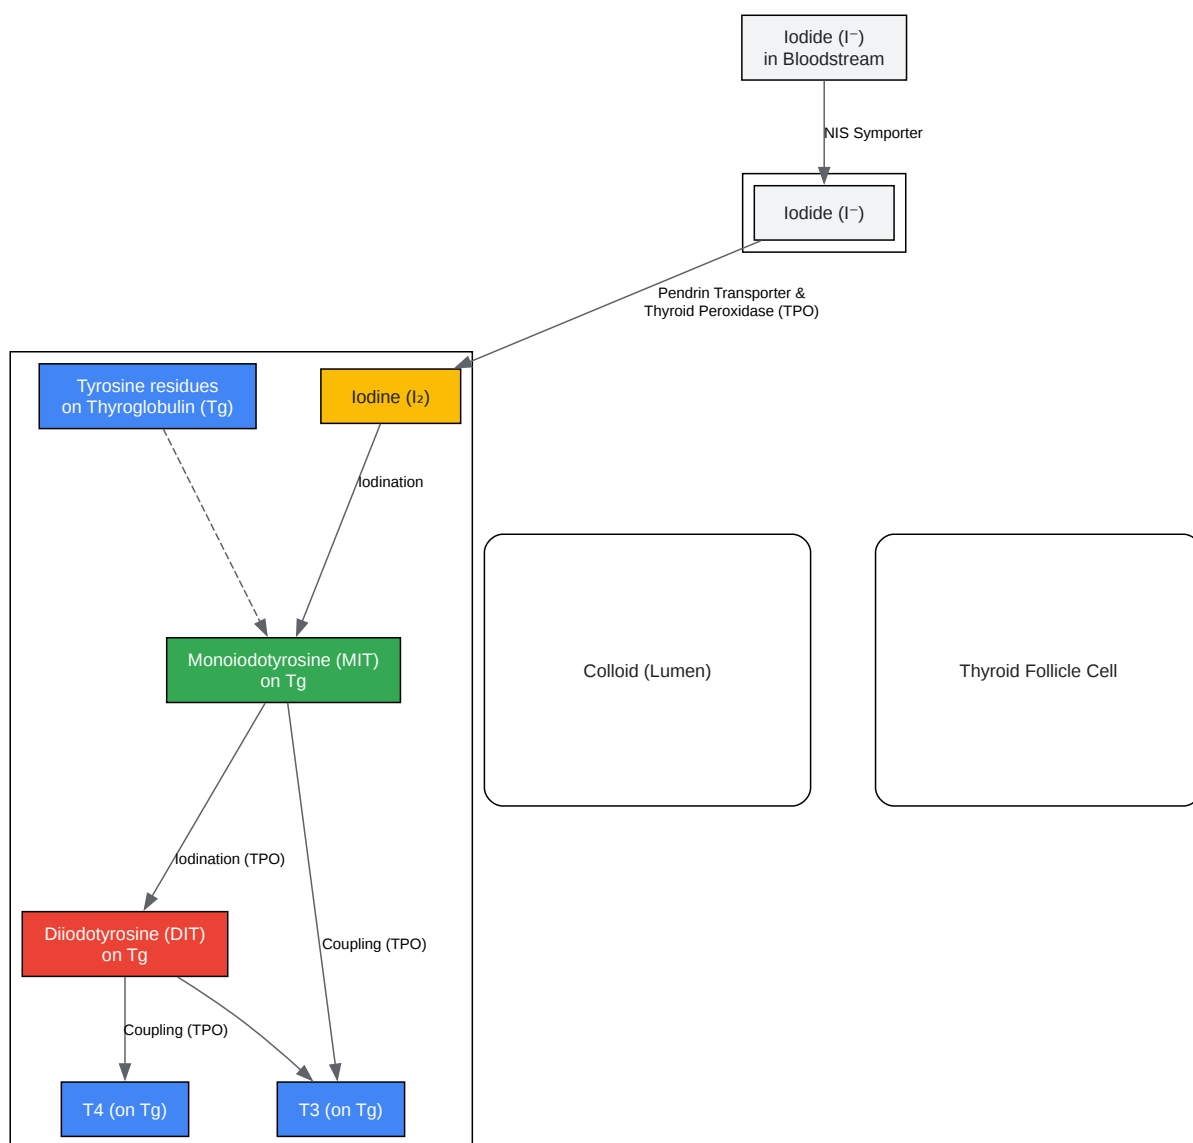 Iodide (I⁻)
in Bloodstream
NIS Symporter
Iodide (I⁻)
Pendrin Transporter &
Thyroid Peroxidase (TPO)
Tyrosine residues
on Thyroglobulin (Tg)
Iodine (I₂)
Iodination
Monoiodotyrosine (MIT)
on Tg
Colloid (Lumen)
Thyroid Follicle Cell
Iodination (TPO)
Diiodotyrosine (DIT)
on Tg
Coupling (TPO)
Coupling (TPO)
T4 (on Tg)
T3 (on Tg)